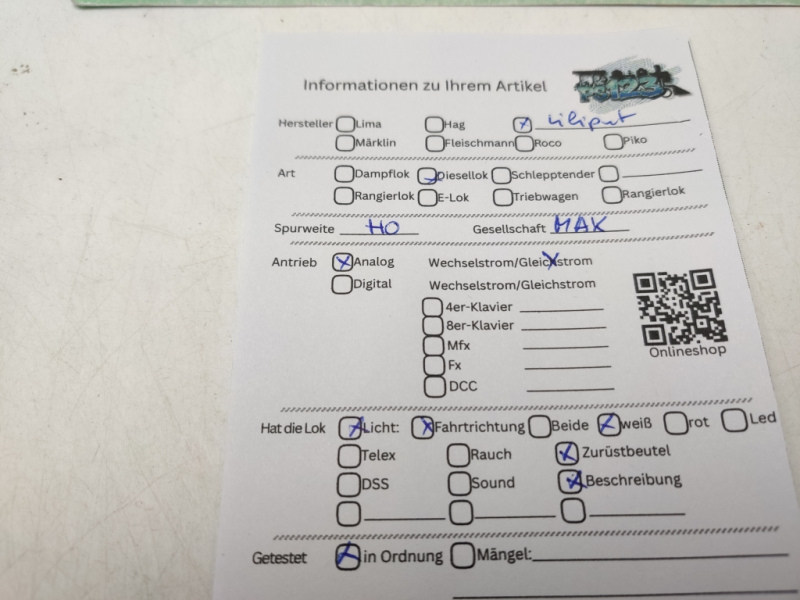 Informationen zu Ihrem Artikel
Hersteller Lima Hag Liliput
Märklin Fleischmann Roco Piko
Art Dampflok Diesellok Schlepptender
Rangierlok E-Lok Triebwagen Rangierlok
Spurweite HO Gesellschaft MAK
Antrieb Analog Wechselstrom/Gleichstrom
Digital Wechselstrom/Gleichstrom
4er-Klavier
8er-Klavier
Mfx
Fx
DCC
Onlineshop
Hat die Lok Licht: Fahrtrichtung Beide weiß rot Led
Telex Rauch Zurüstbeutel
DSS Sound Beschreibung
Getestet in Ordnung Mängel: